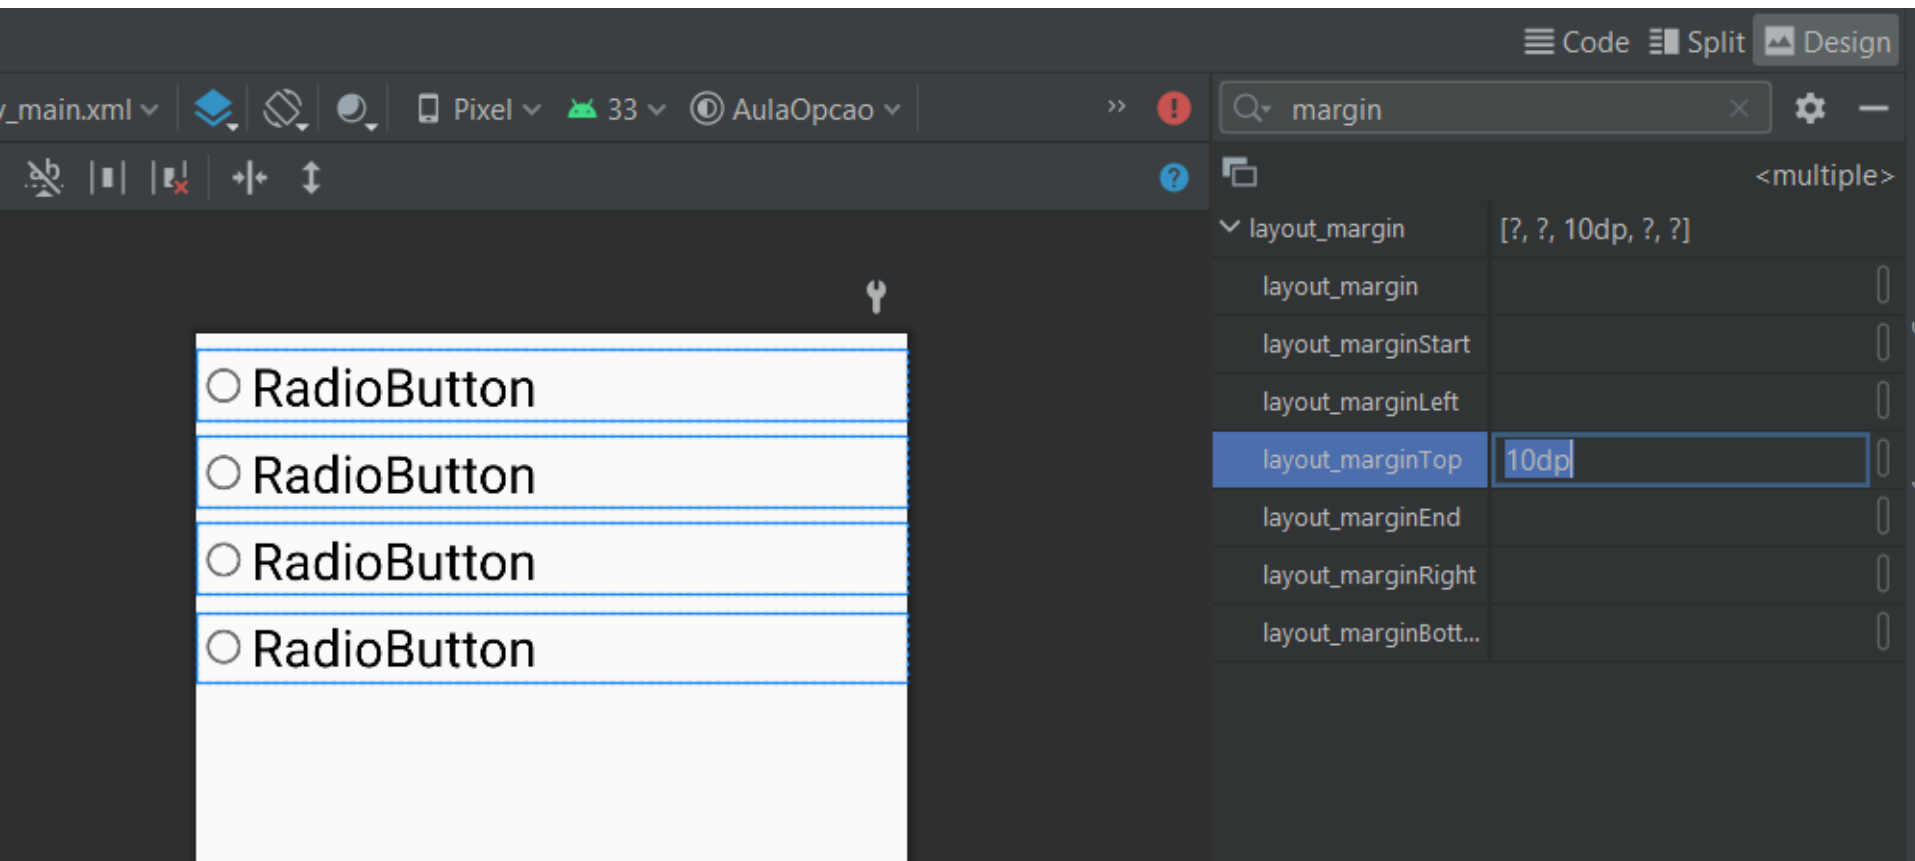 Code Split Design
y_main.xml Pixel 33 AulaOpcao >> ! margin
? <multiple>
layout_margin [?, ?, 10dp, ?, ?]
layout_margin
layout_marginStart
layout_marginLeft
layout_marginTop 10dp
layout_marginEnd
layout_marginRight
layout_marginBott...
RadioButton
RadioButton
RadioButton
RadioButton